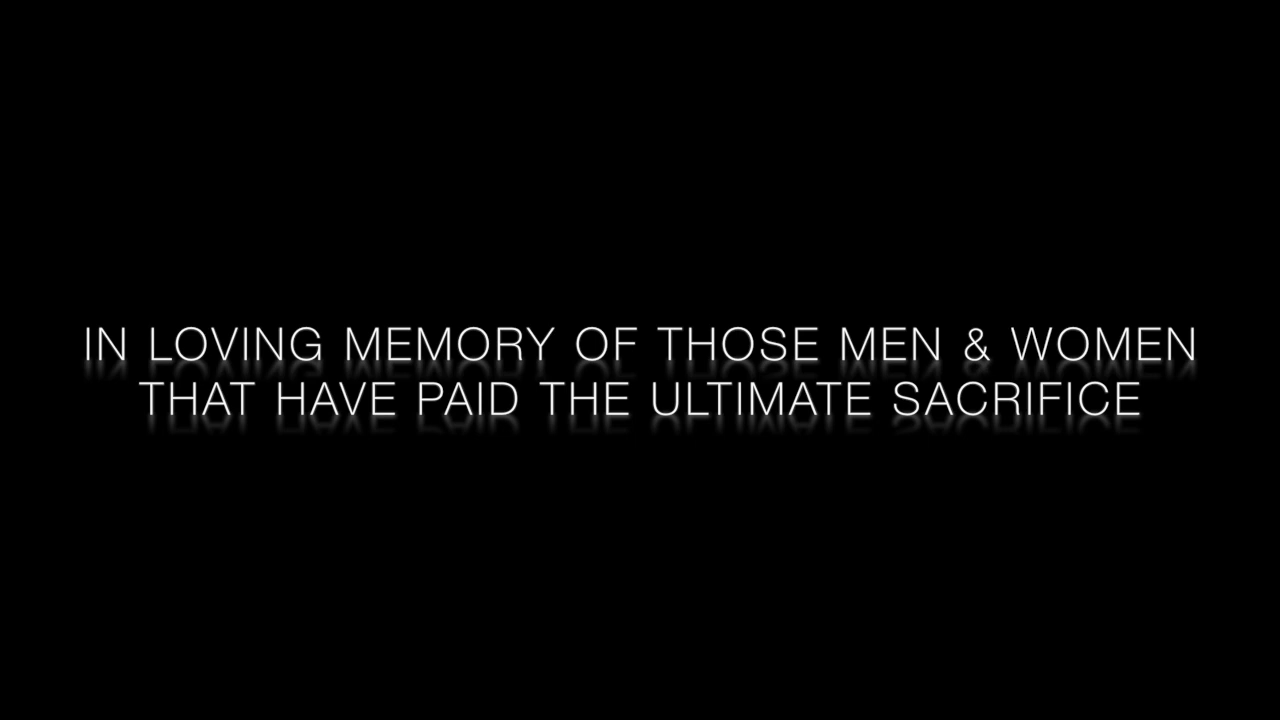 IN LOVING MEMORY OF THOSE MEN & WOMEN
THAT HAVE PAID THE ULTIMATE SACRIFICE